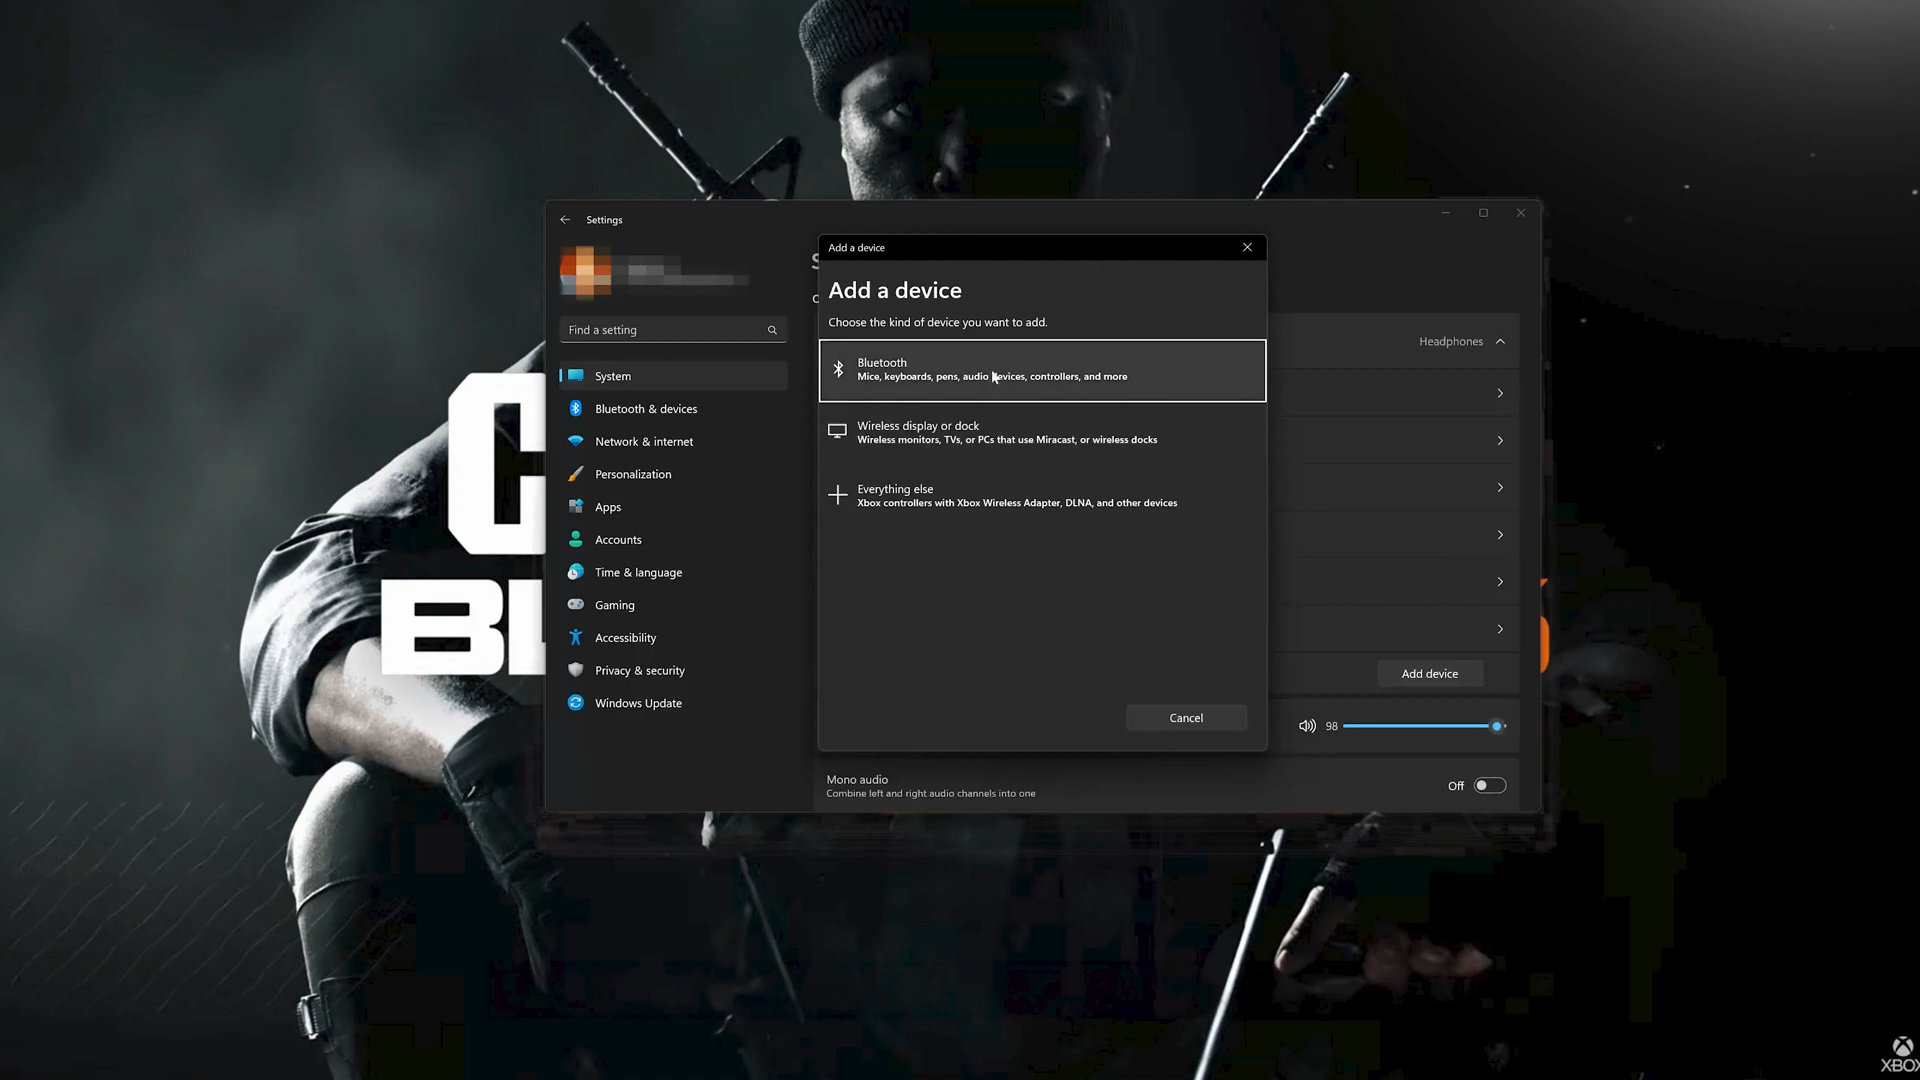 Settings
Find a setting
System
Bluetooth & devices
Network & internet
Personalization
Apps
Accounts
Time & language
Gaming
Accessibility
Privacy & security
Windows Update
Add a device
Add a device
Choose the kind of device you want to add.
Bluetooth
Mice, keyboards, pens, audio devices, controllers, and more
Wireless display or dock
Wireless monitors, TVs, or PCs that use Miracast, or wireless docks
Everything else
Xbox controllers with Xbox Wireless Adapter, DLNA, and other devices
Cancel
Headphones
Add device
98
Mono audio
Combine left and right audio channels into one
Off
XBOX